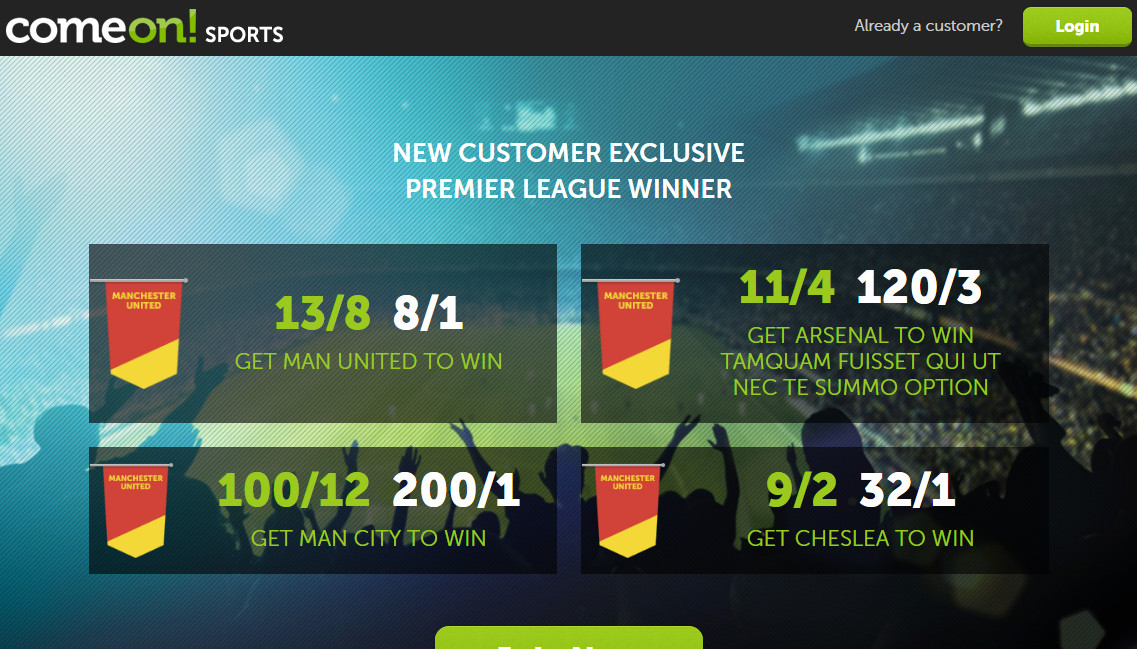 comeon! SPORTS
Already a customer?
Login
NEW CUSTOMER EXCLUSIVE
PREMIER LEAGUE WINNER
MANCHESTER
UNITED
13/8 8/1
GET MAN UNITED TO WIN
MANCHESTER
UNITED
11/4 120/3
GET ARSENAL TO WIN
TAMQUAM FUISSET QUI UT
NEC TE SUMMO OPTION
MANCHESTER
UNITED
100/12 200/1
GET MAN CITY TO WIN
MANCHESTER
UNITED
9/2 32/1
GET CHESLEA TO WIN